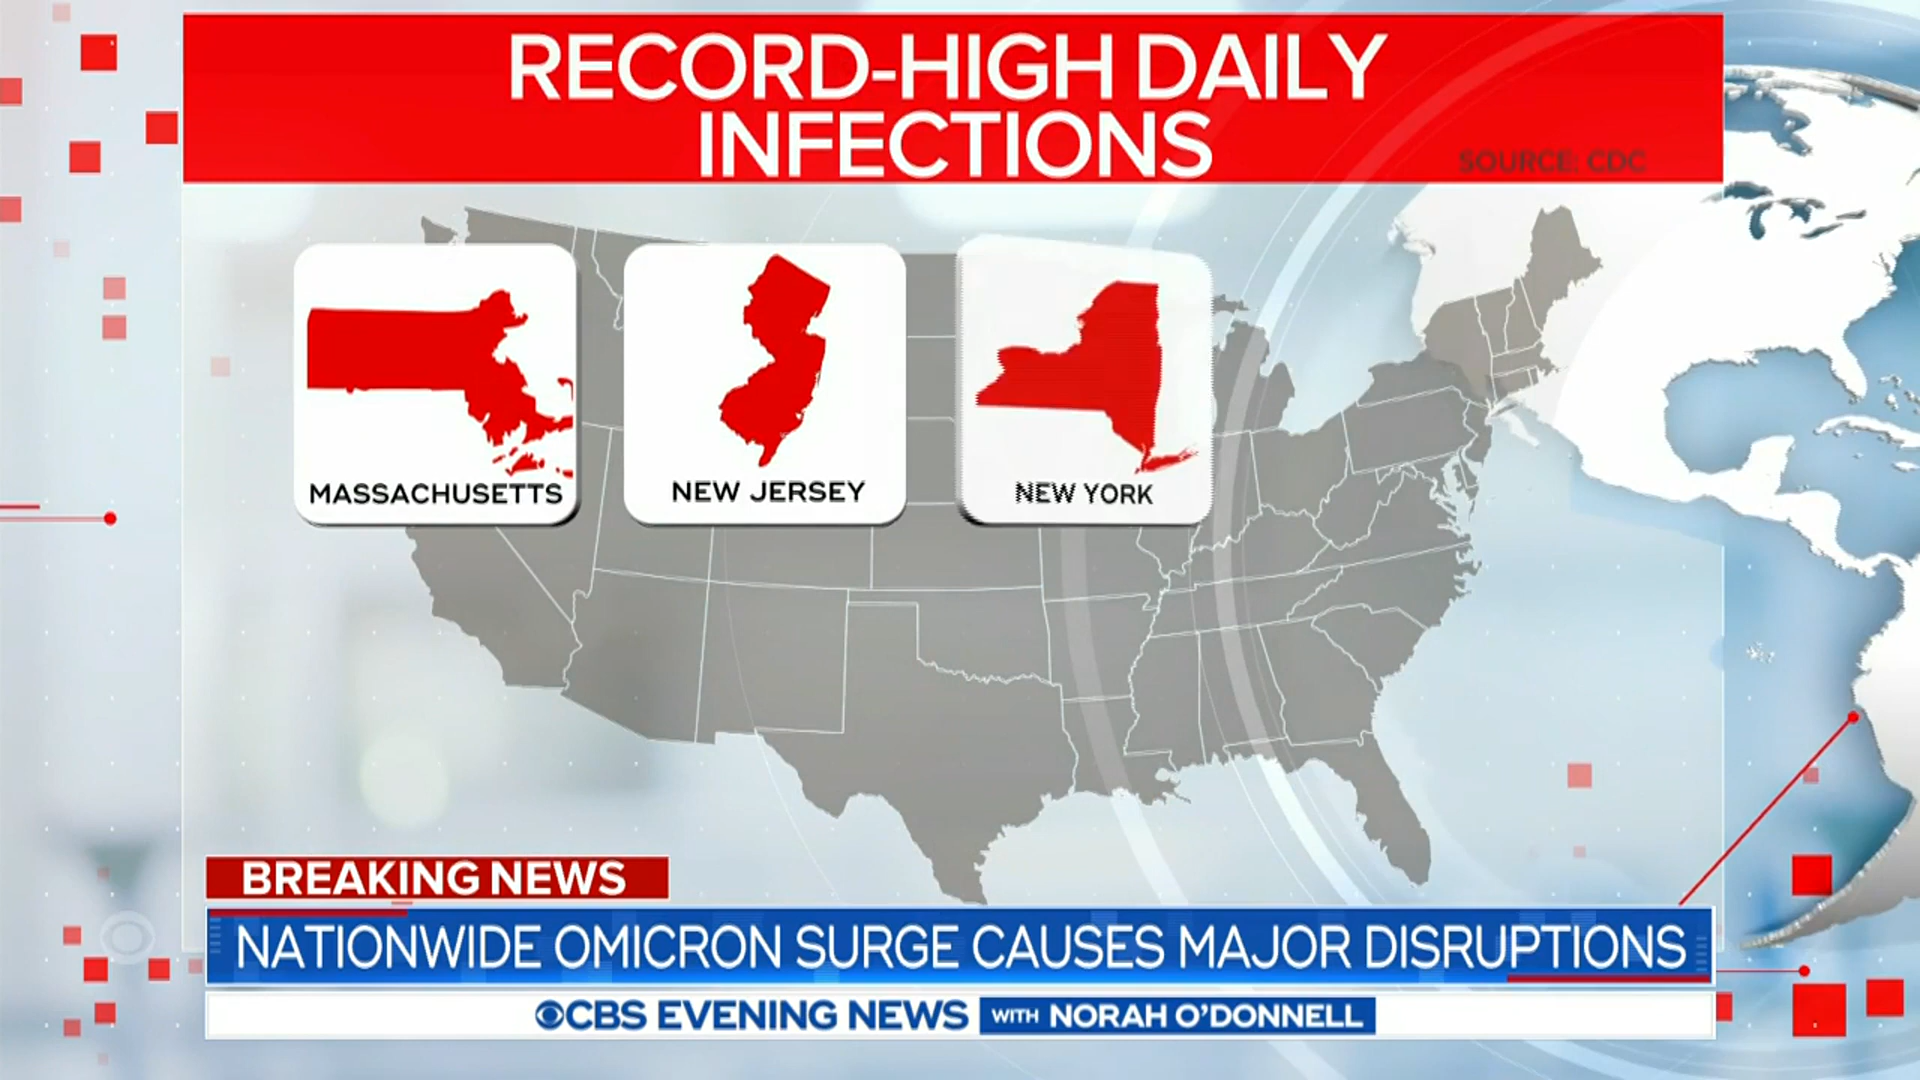 RECORD-HIGH DAILY
INFECTIONS
SOURCE: CDC
MASSACHUSETTS
NEW JERSEY
NEW YORK
BREAKING NEWS
NATIONWIDE OMICRON SURGE CAUSES MAJOR DISRUPTIONS
CBS EVENING NEWS WITH NORAH O'DONNELL